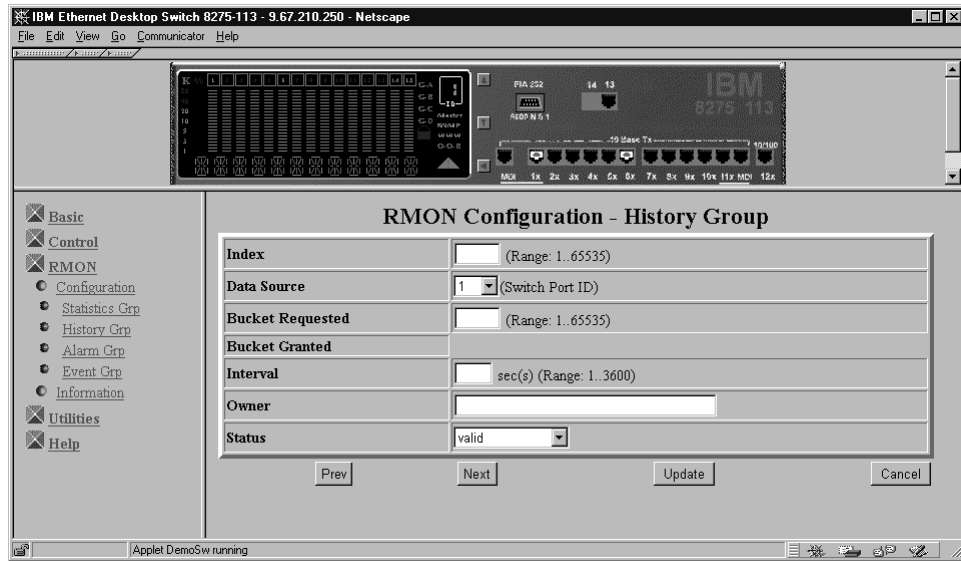 IBM Ethernet Desktop Switch 8275-113 - 9.67.210.250 - Netscape
File Edit View Go Communicator Help
IBM
8275 113
14 13
10/100
MDI 1x 2x 3x 4x 5x 6x 7x 8x 9x 10x 11x MDI 12x
Basic
Control
RMON
Configuration
Statistics Grp
History Grp
Alarm Grp
Event Grp
Information
Utilities
Help
RMON Configuration - History Group
Index (Range: 1..65535)
Data Source 1 (Switch Port ID)
Bucket Requested (Range: 1..65535)
Bucket Granted
Interval sec(s) (Range: 1..3600)
Owner
Status valid
Prev Next Update Cancel
Applet DemoSw running